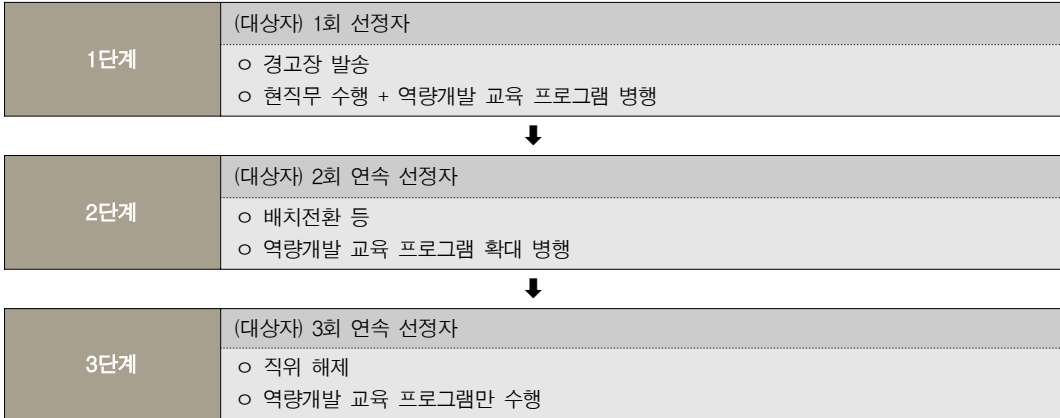 1단계
(대상자) 1회 선정자
ㅇ 경고장 발송
ㅇ 현직무 수행 + 역량개발 교육 프로그램 병행
⬇
2단계
(대상자) 2회 연속 선정자
ㅇ 배치전환 등
ㅇ 역량개발 교육 프로그램 확대 병행
⬇
3단계
(대상자) 3회 연속 선정자
ㅇ 직위 해제
ㅇ 역량개발 교육 프로그램만 수행